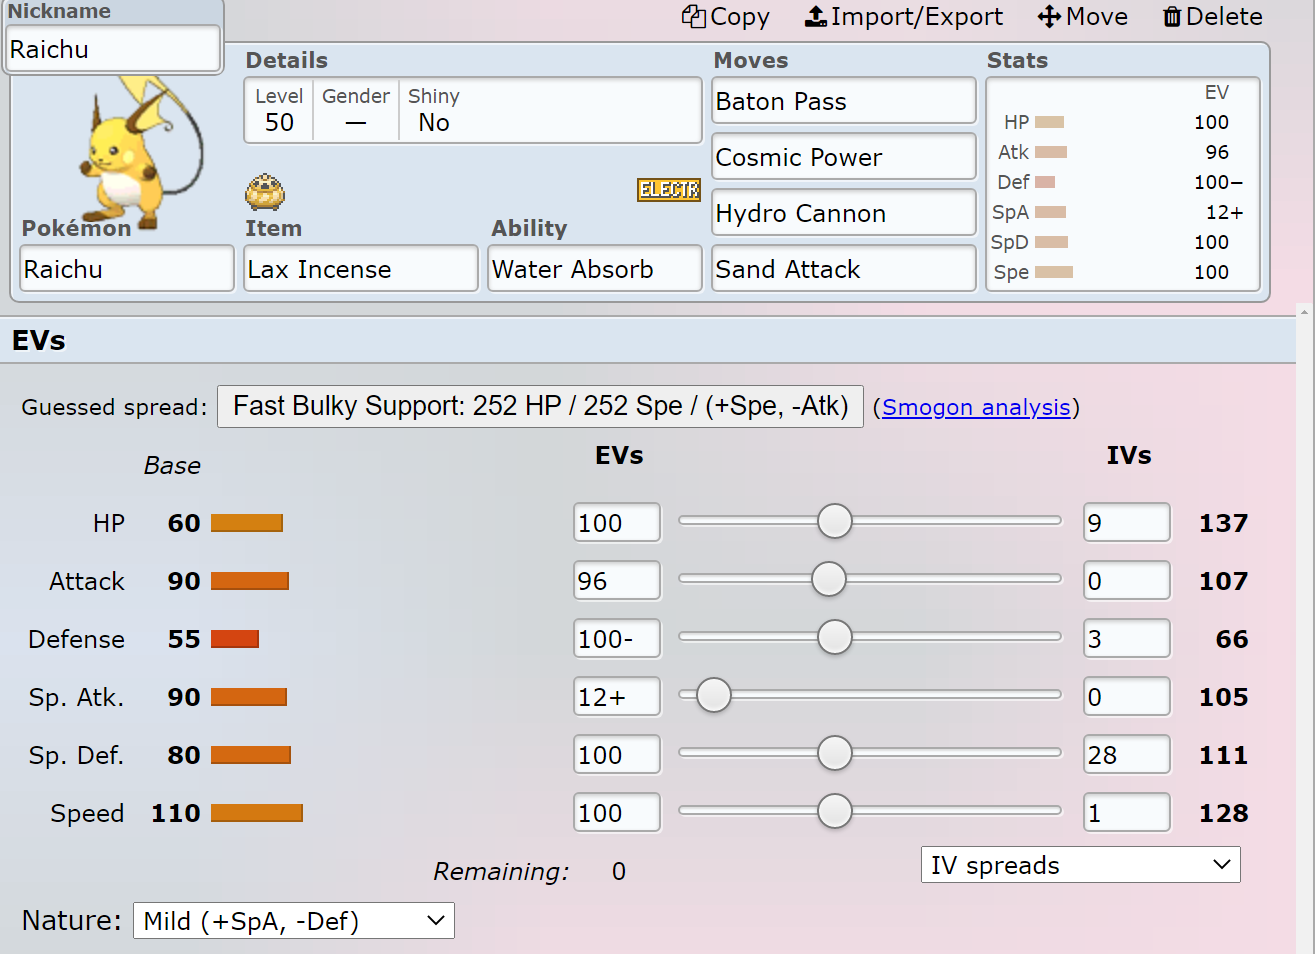 Nickname
Raichu
Copy Import/Export Move Delete
Details
Level Gender Shiny
50 — No
ELECTR
Pokémon Item Ability
Raichu Lax Incense Water Absorb
Moves
Baton Pass
Cosmic Power
Hydro Cannon
Sand Attack
Stats
EV
HP 100
Atk 96
Def 100−
SpA 12+
SpD 100
Spe 100
EVs
Guessed spread: Fast Bulky Support: 252 HP / 252 Spe / (+Spe, -Atk) (Smogon analysis)
Base EVs IVs
HP 60 100 9 137
Attack 90 96 0 107
Defense 55 100- 3 66
Sp. Atk. 90 12+ 0 105
Sp. Def. 80 100 28 111
Speed 110 100 1 128
Remaining: 0 IV spreads
Nature: Mild (+SpA, -Def)